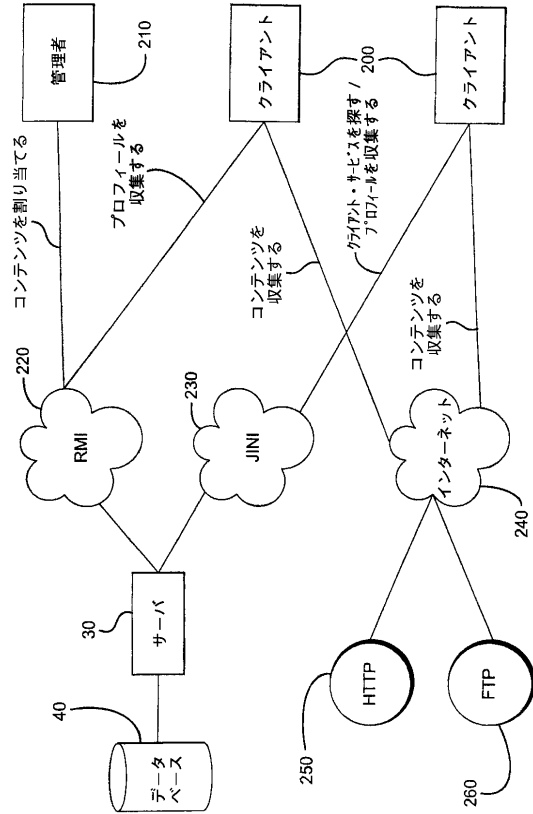 管理者
210
コンテンツを割り当てる
プロフィールを
収集する
クライアント
200
クライアント
クライアント・サービスを探す/
プロフィールを収集する
コンテンツを
収集する
コンテンツを
収集する
220
RMI
230
JINI
インターネット
240
30
サーバ
40
データ
ベース
250
HTTP
FTP
260